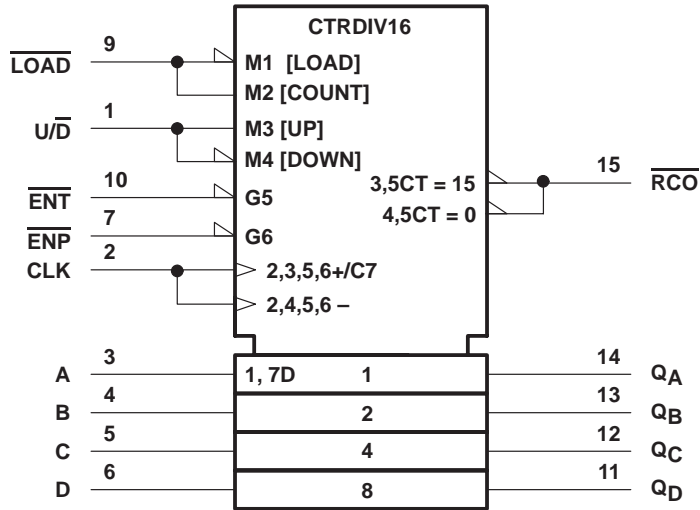 CTRDIV16
LOAD 9 M1 [LOAD]
M2 [COUNT]
U/D 1 M3 [UP]
M4 [DOWN]
ENT 10 G5
ENP 7 G6
CLK 2 2,3,5,6+/C7
2,4,5,6 –
3,5CT = 15 15 RCO
4,5CT = 0
A 3 1, 7D 1 14 QA
B 4 2 13 QB
C 5 4 12 QC
D 6 8 11 QD